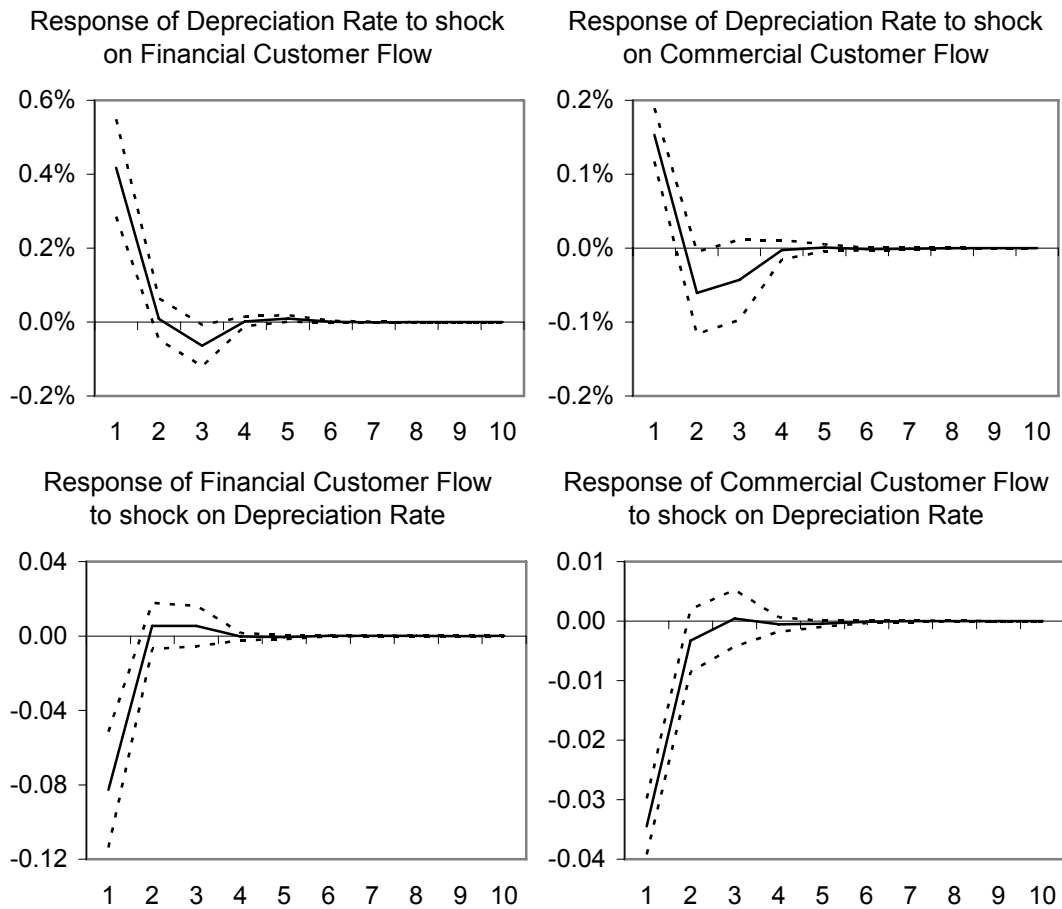 Response of Depreciation Rate to shock
on Financial Customer Flow
0.6%
0.4%
0.2%
0.0%
-0.2%
1 2 3 4 5 6 7 8 9 10
Response of Depreciation Rate to shock
on Commercial Customer Flow
0.2%
0.1%
0.0%
-0.1%
-0.2%
1 2 3 4 5 6 7 8 9 10
Response of Financial Customer Flow
to shock on Depreciation Rate
0.04
0.00
-0.04
-0.08
-0.12
1 2 3 4 5 6 7 8 9 10
Response of Commercial Customer Flow
to shock on Depreciation Rate
0.01
0.00
-0.01
-0.02
-0.03
-0.04
1 2 3 4 5 6 7 8 9 10